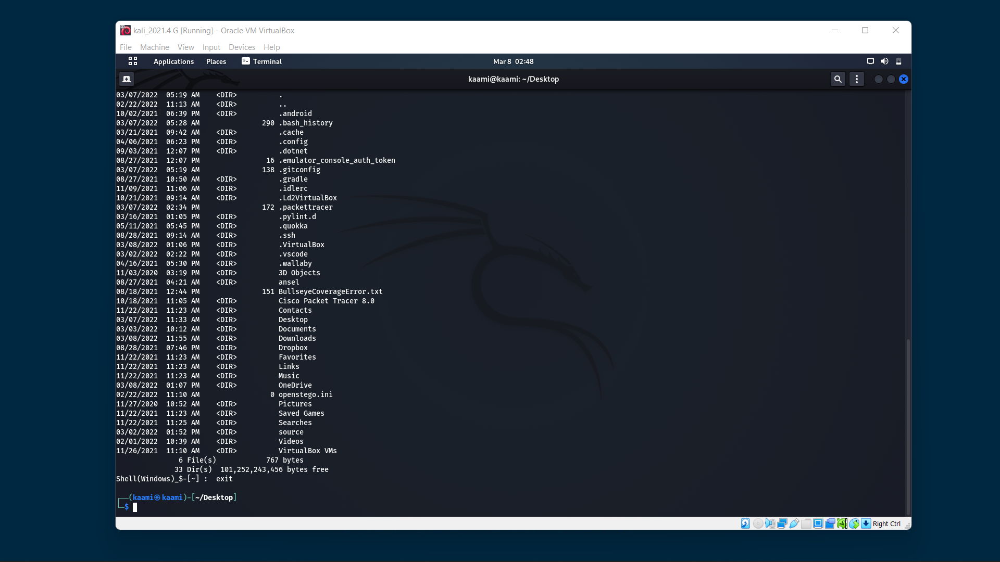 kali_2021.4 G [Running] - Oracle VM VirtualBox
File Machine View Input Devices Help
Applications Places Terminal Mar 8 02:48
kaami@kaami: ~/Desktop
03/07/2022  05:19 AM    <DIR>          .
02/22/2022  11:13 AM    <DIR>          ..
10/02/2021  06:39 PM    <DIR>          .android
03/07/2022  05:28 AM               290 .bash_history
03/21/2021  09:42 AM    <DIR>          .cache
04/06/2021  06:23 PM    <DIR>          .config
09/03/2021  12:07 PM    <DIR>          .dotnet
08/27/2021  12:07 PM                16 .emulator_console_auth_token
03/07/2022  05:19 AM               138 .gitconfig
08/27/2021  10:50 AM    <DIR>          .gradle
11/09/2021  11:06 AM    <DIR>          .idlerc
10/21/2021  09:14 AM    <DIR>          .Ld2VirtualBox
03/07/2022  02:34 PM               172 .packettracer
03/16/2021  01:05 PM    <DIR>          .pylint.d
05/11/2021  05:45 PM    <DIR>          .quokka
08/28/2021  09:14 AM    <DIR>          .ssh
03/08/2022  01:06 PM    <DIR>          .VirtualBox
03/02/2022  02:22 PM    <DIR>          .vscode
04/16/2021  05:30 PM    <DIR>          .wallaby
11/03/2020  03:19 PM    <DIR>          3D Objects
08/27/2021  04:21 AM    <DIR>          ansel
08/18/2021  12:44 PM               151 BullseyeCoverageError.txt
10/18/2021  11:05 AM    <DIR>          Cisco Packet Tracer 8.0
11/22/2021  11:23 AM    <DIR>          Contacts
03/07/2022  11:33 AM    <DIR>          Desktop
03/03/2022  10:12 AM    <DIR>          Documents
03/08/2022  11:55 AM    <DIR>          Downloads
08/28/2021  07:46 PM    <DIR>          Dropbox
11/22/2021  11:23 AM    <DIR>          Favorites
11/22/2021  11:23 AM    <DIR>          Links
11/22/2021  11:23 AM    <DIR>          Music
03/08/2022  01:07 PM    <DIR>          OneDrive
02/22/2022  11:10 AM                 0 openstego.ini
11/27/2020  10:52 AM    <DIR>          Pictures
11/22/2021  11:23 AM    <DIR>          Saved Games
11/22/2021  11:25 AM    <DIR>          Searches
03/02/2022  01:52 PM    <DIR>          source
02/01/2022  10:39 AM    <DIR>          Videos
11/26/2021  11:10 AM    <DIR>          VirtualBox VMs
6 File(s)            767 bytes
33 Dir(s)  101,252,243,456 bytes free
Shell(Windows)_$-[~] :  exit
┌──(kaami㉿kaami)-[~/Desktop]
└─$
Right Ctrl